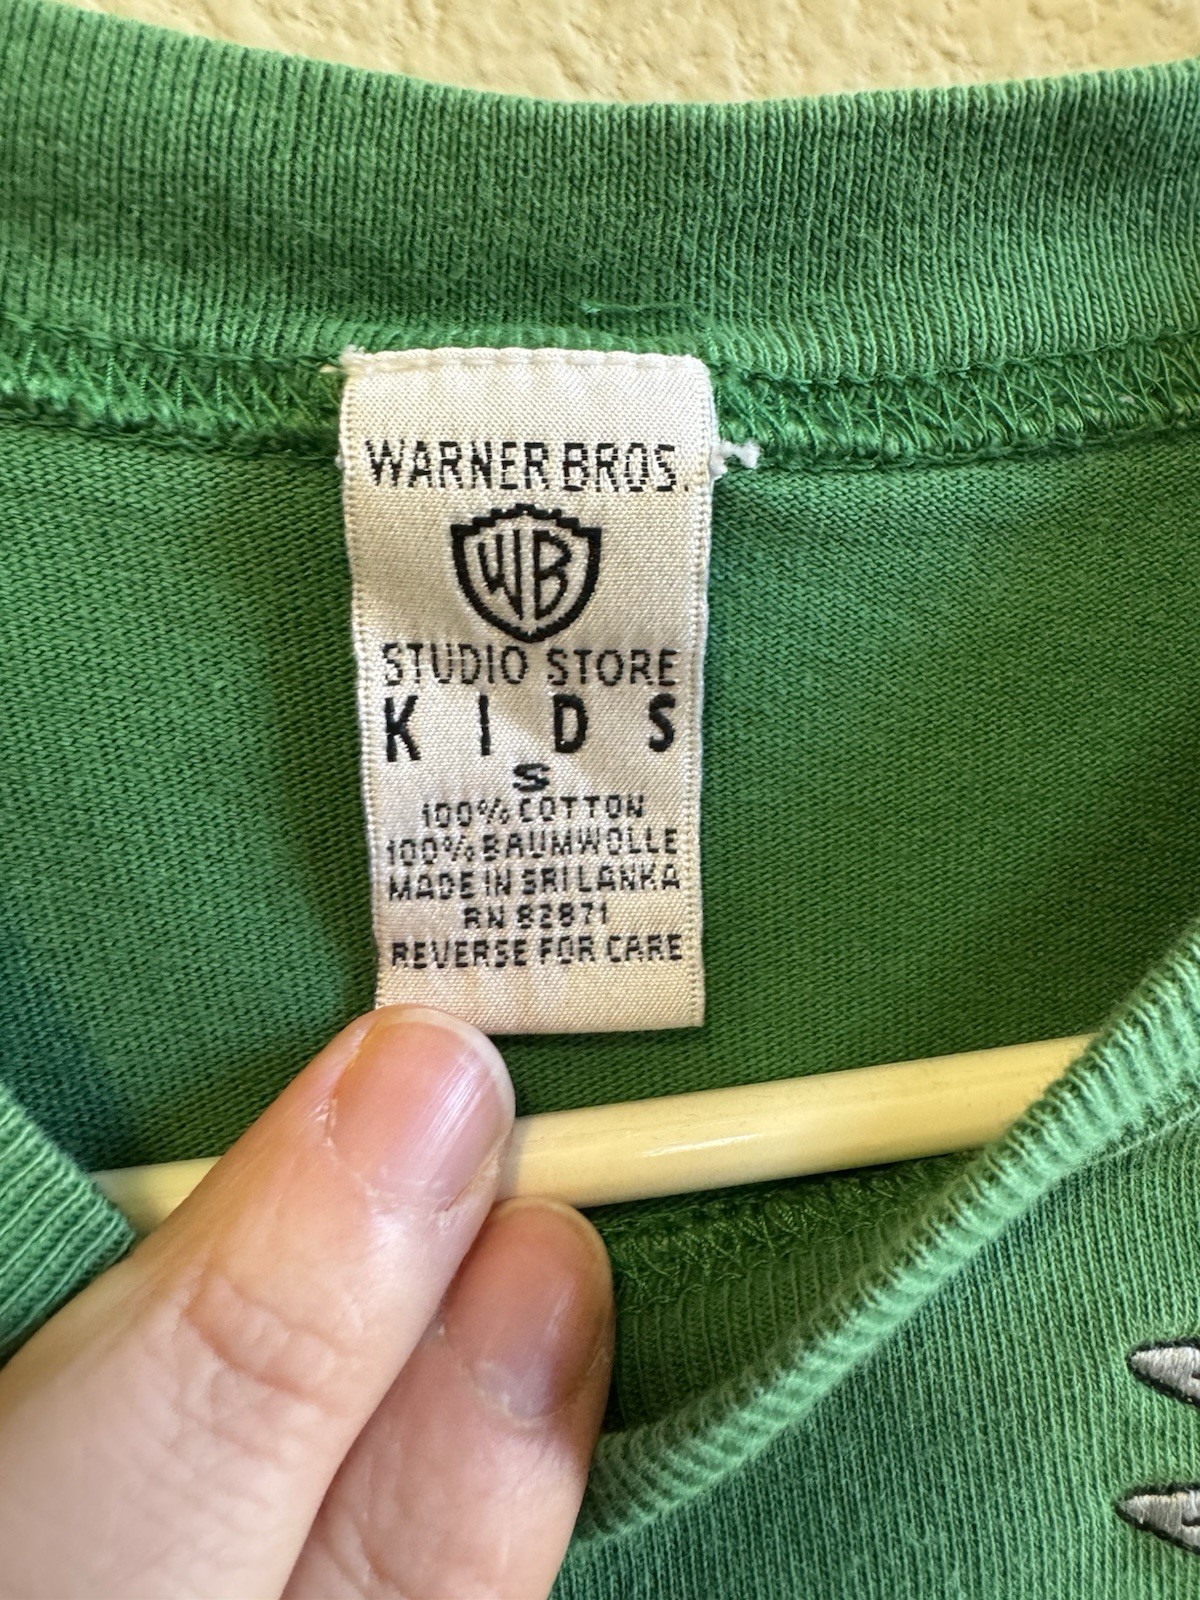 WARNER BROS.
WB
STUDIO STORE
KIDS
S
100% COTTON
100% BAUMWOLLE
MADE IN SRI LANKA
RN 82871
REVERSE FOR CARE